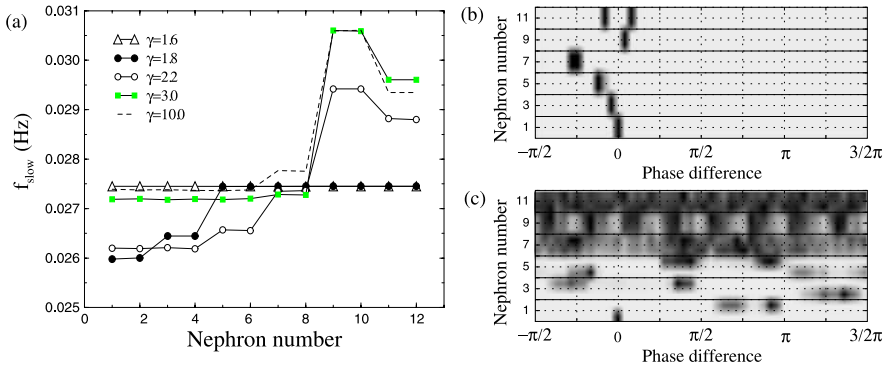 (a)
f_slow (Hz)
0.031
0.030
0.029
0.0275
0.027
0.026
0.025
γ=1.6
γ=1.8
γ=2.2
γ=3.0
γ=10.0
0 2 4 6 8 10 12
Nephron number
(b)
Nephron number
11
9
7
5
3
1
−π/2 0 π/2 π 3/2π
Phase difference
(c)
Nephron number
11
9
7
5
3
1
−π/2 0 π/2 π 3/2π
Phase difference